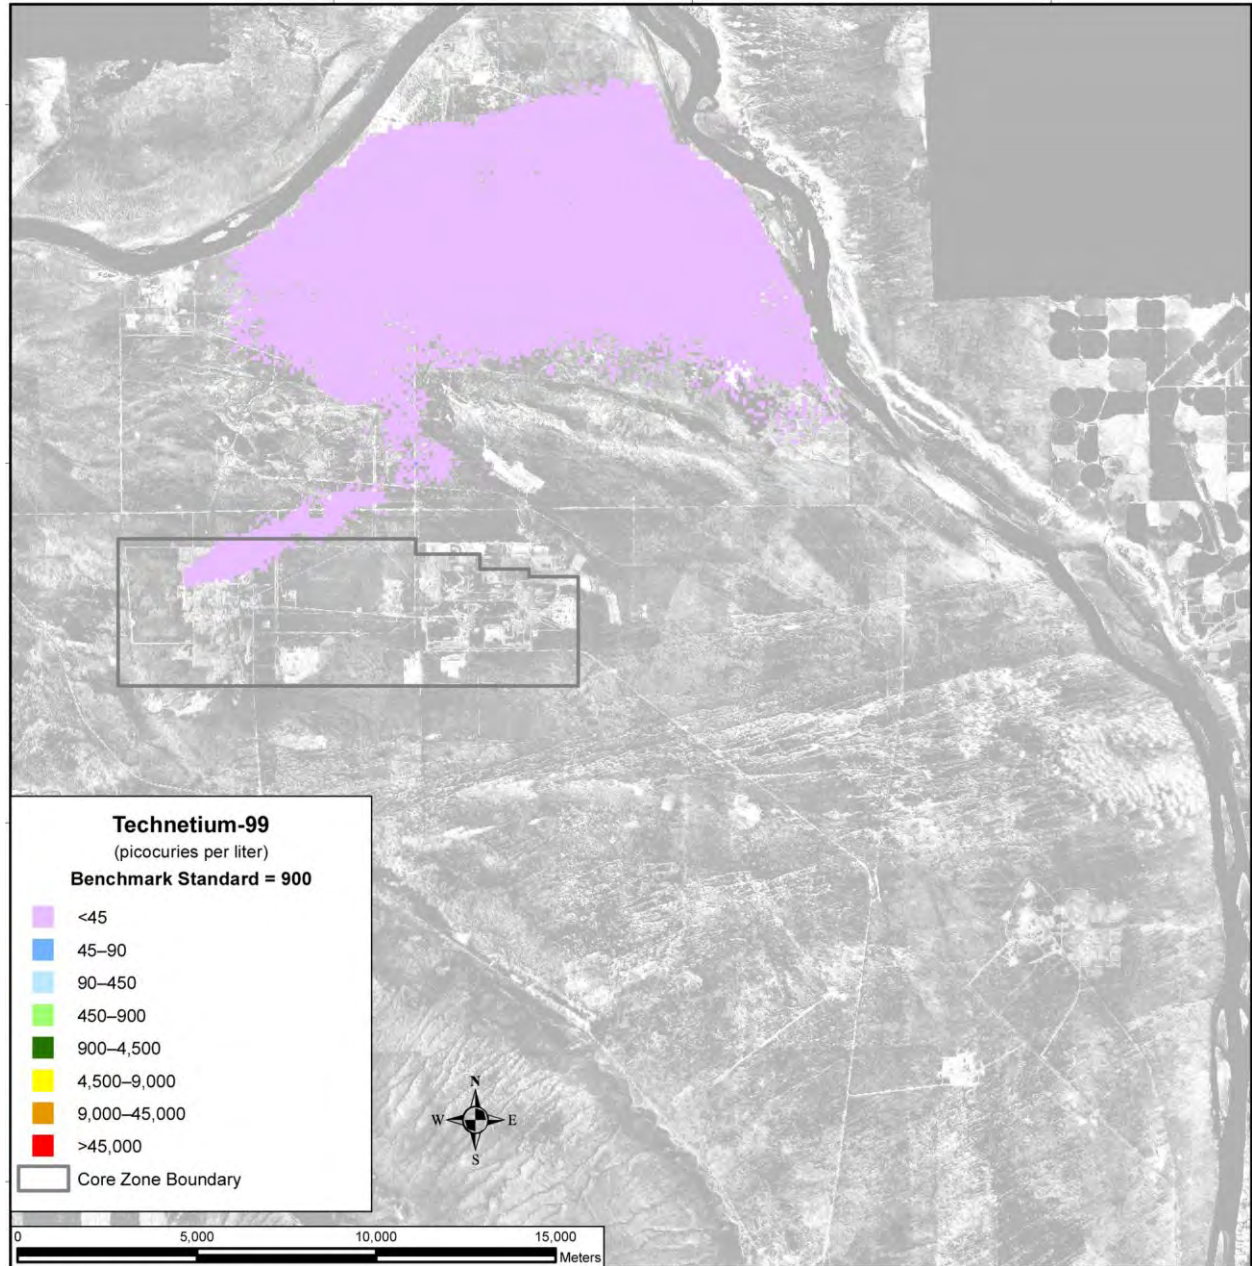 Technetium-99
(picocuries per liter)
Benchmark Standard = 900
<45
45–90
90–450
450–900
900–4,500
4,500–9,000
9,000–45,000
>45,000
Core Zone Boundary
N
W E
S
0 5,000 10,000 15,000
Meters